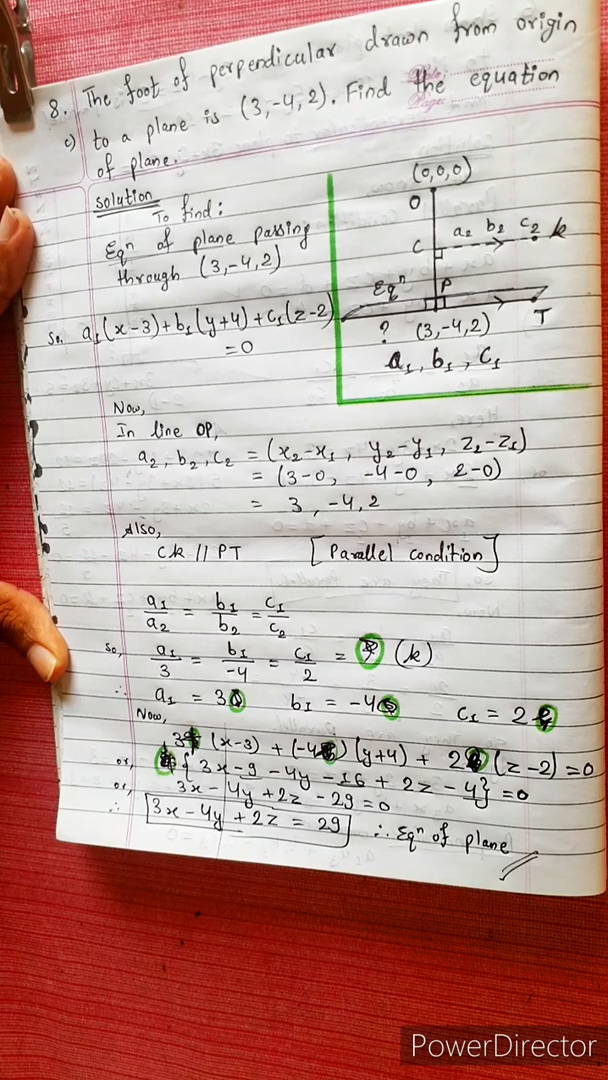 8. The foot of perpendicular drawn from origin
c) to a plane is (3,-4,2). Find the equation
of plane.
Solution
To find:
Eqⁿ of plane passing
through (3,-4,2)
So, a₁(x-3)+b₁(y+4)+c₁(z-2)
=0
(0,0,0)
O
C a₂ b₂ c₂ k
Eqⁿ P
T
? (3,-4,2)
a₁, b₁, c₁
Now,
In line OP,
a₂, b₂, c₂ = (x₂-x₁, y₂-y₁, z₂-z₁)
= (3-0, -4-0, 2-0)
= 3, -4, 2
Also,
Ck // PT [Parallel condition]
a₁/a₂ = b₁/b₂ = c₁/c₂
So, a₁/3 = b₁/-4 = c₁/2 = (k)
∴ a₁ = 3 b₁ = -4 c₁ = 2
Now,
3 (x-3) + (-4 ) (y+4) + 2 (z-2) =0
or, {3x-9-4y-16+2z-4} =0
or, 3x-4y+2z-29=0
∴ 3x-4y+2z = 29 ∴ Eqⁿ of plane
PowerDirector